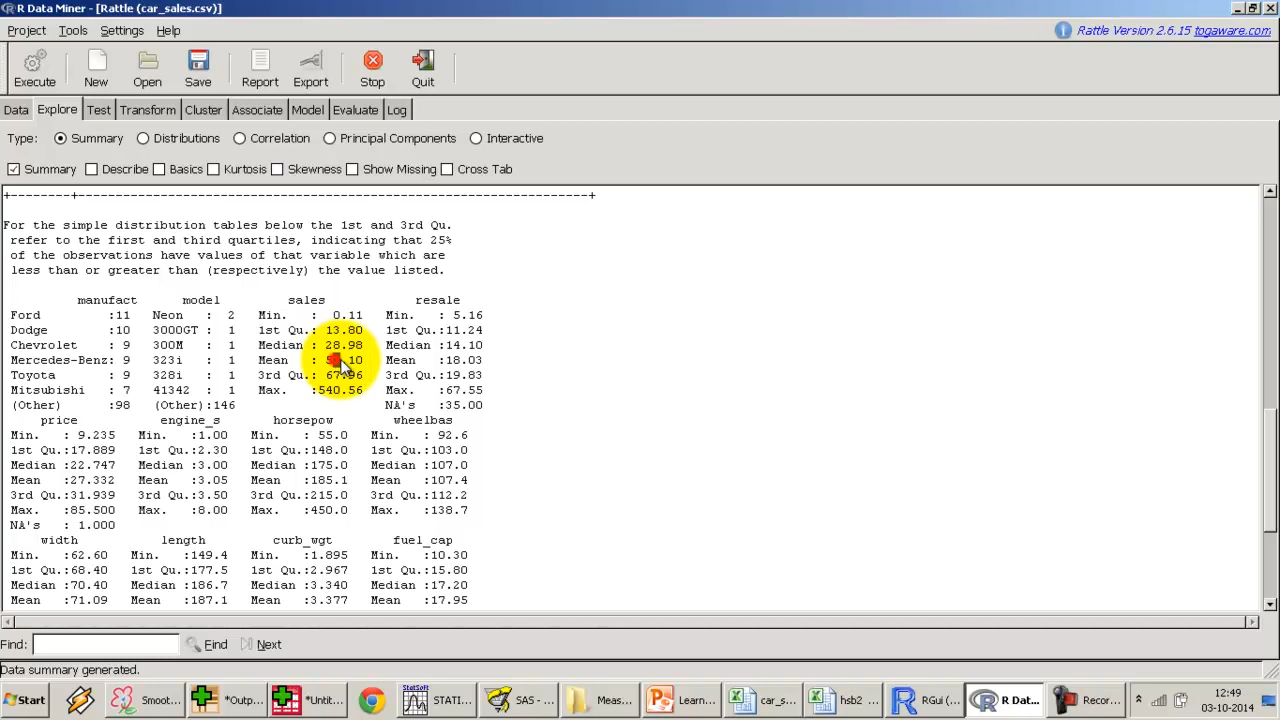 R Data Miner - [Rattle (car_sales.csv)]
Project Tools Settings Help Rattle Version 2.6.15 togaware.com
Execute New Open Save Report Export Stop Quit
Data Explore Test Transform Cluster Associate Model Evaluate Log
Type: Summary Distributions Correlation Principal Components Interactive
Summary Describe Basics Kurtosis Skewness Show Missing Cross Tab
+--------+-----------------------------------------------------------------+
For the simple distribution tables below the 1st and 3rd Qu.
refer to the first and third quartiles, indicating that 25%
of the observations have values of that variable which are
less than or greater than (respectively) the value listed.
manufact model sales resale
Ford :11 Neon : 2 Min. : 0.11 Min. : 5.16
Dodge :10 3000GT : 1 1st Qu.: 13.80 1st Qu.:11.24
Chevrolet : 9 300M : 1 Median : 28.98 Median :14.10
Mercedes-Benz: 9 323i : 1 Mean : Mean :18.03
Toyota : 9 328i : 1 3rd Qu.: 67.96 3rd Qu.:19.83
Mitsubishi : 7 41342 : 1 Max. :540.56 Max. :67.55
(Other) :98 (Other):146 NA's :35.00
price engine_s horsepow wheelbas
Min. : 9.235 Min. :1.00 Min. : 55.0 Min. : 92.6
1st Qu.:17.889 1st Qu.:2.30 1st Qu.:148.0 1st Qu.:103.0
Median :22.747 Median :3.00 Median :175.0 Median :107.0
Mean :27.332 Mean :3.05 Mean :185.1 Mean :107.4
3rd Qu.:31.939 3rd Qu.:3.50 3rd Qu.:215.0 3rd Qu.:112.2
Max. :85.500 Max. :8.00 Max. :450.0 Max. :138.7
NA's : 1.000
width length curb_wgt fuel_cap
Min. :62.60 Min. :149.4 Min. :1.895 Min. :10.30
1st Qu.:68.40 1st Qu.:177.5 1st Qu.:2.967 1st Qu.:15.80
Median :70.40 Median :186.7 Median :3.340 Median :17.20
Mean :71.09 Mean :187.1 Mean :3.377 Mean :17.95
Find: Find Next
Data summary generated.
Start Smoot... *Outp... *Untit... STATI... SAS - ... Meas... Learn... car_s... hsb2 ... RGui (... R Dat... Recor... 12:49
03-10-2014